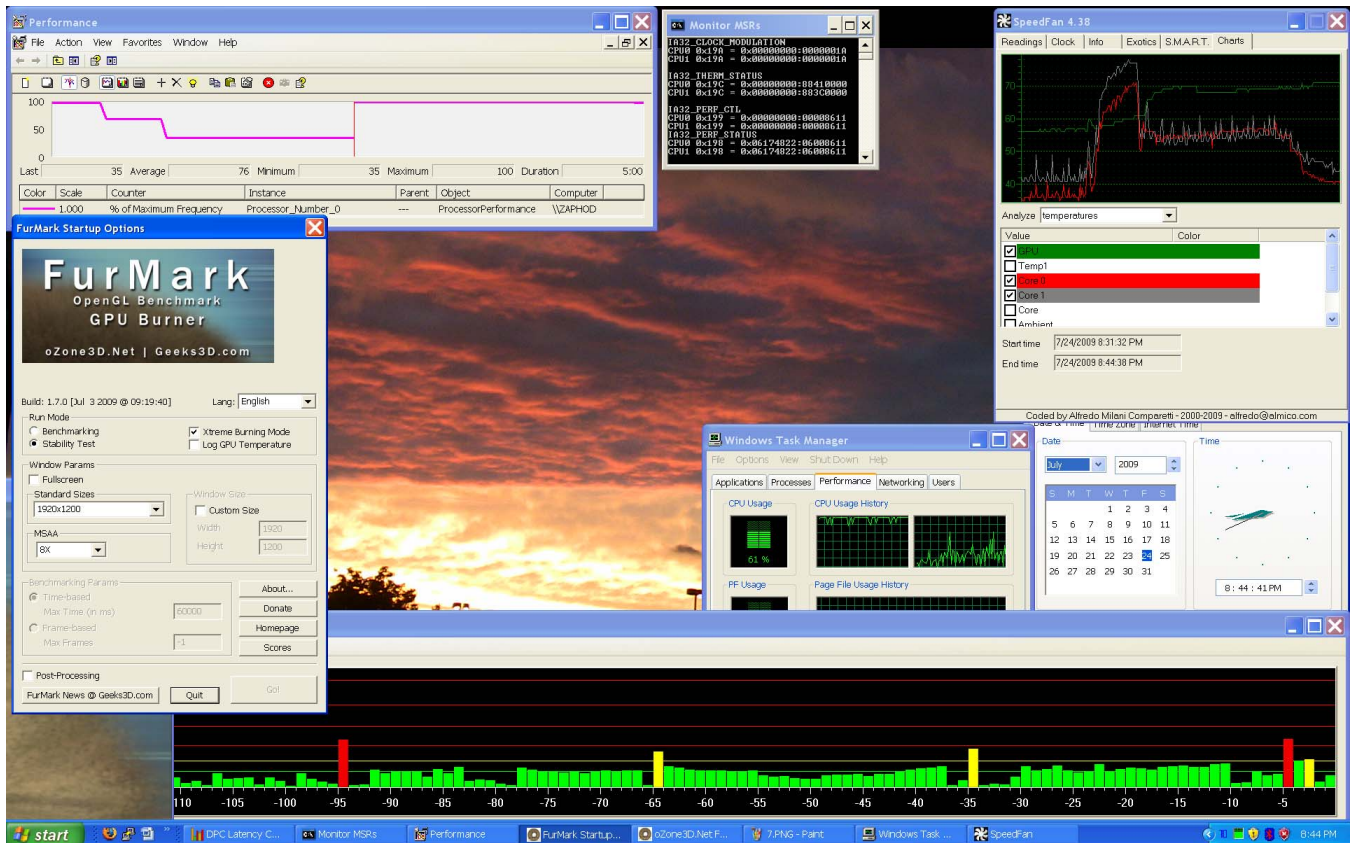 Performance
File Action View Favorites Window Help
100
50
0
Last 35 Average 76 Minimum 35 Maximum 100 Duration 5:00
Color Scale Counter Instance Parent Object Computer
1.000 % of Maximum Frequency Processor_Number_0 --- ProcessorPerformance \\ZAPHOD
Monitor MSRs
IA32_CLOCK_MODULATION
CPU0 0x19A = 0x00000000:0000001A
CPU1 0x19A = 0x00000000:0000001A
IA32_THERM_STATUS
CPU0 0x19C = 0x00000000:88410000
CPU1 0x19C = 0x00000000:883C0000
IA32_PERF_CTL
CPU0 0x199 = 0x00000000:00008611
CPU1 0x199 = 0x00000000:00008611
IA32_PERF_STATUS
CPU0 0x198 = 0x06174822:06008611
CPU1 0x198 = 0x06174822:06008611
SpeedFan 4.38
Readings Clock Info Exotics S.M.A.R.T. Charts
70
60
50
40
Analyze temperatures
Value Color
GPU
Temp1
Core 0
Core 1
Core
Ambient
Start time 7/24/2009 8:31:32 PM
End time 7/24/2009 8:44:38 PM
Coded by Alfredo Milani Comparetti - 2000-2009 - alfredo@almico.com
FurMark Startup Options
FurMark
OpenGL Benchmark
GPU Burner
oZone3D.Net | Geeks3D.com
Build: 1.7.0 [Jul 3 2009 @ 09:19:40] Lang: English
Run Mode
Benchmarking
Stability Test
Xtreme Burning Mode
Log GPU Temperature
Window Params
Fullscreen
Standard Sizes
1920x1200
MSAA
8X
Window Size
Custom Size
Width 1920
Height 1200
Benchmarking Params
Time-based
Max Time (in ms) 60000
Frame-based
Max Frames -1
About...
Donate
Homepage
Scores
Post-Processing
FurMark News @ Geeks3D.com Quit Go!
Windows Task Manager
File Options View Shut Down Help
Applications Processes Performance Networking Users
CPU Usage CPU Usage History
61 %
PF Usage Page File Usage History
Date & Time Time Zone Internet Time
Date Time
July 2009
S M T W T F S
1 2 3 4
5 6 7 8 9 10 11
12 13 14 15 16 17 18
19 20 21 22 23 24 25
26 27 28 29 30 31
8 : 44 : 41 PM
110 -105 -100 -95 -90 -85 -80 -75 -70 -65 -60 -55 -50 -45 -40 -35 -30 -25 -20 -15 -10 -5
start DPC Latency C... Monitor MSRs Performance FurMark Startup... oZone3D.Net F... 7.PNG - Paint Windows Task ... SpeedFan 8:44 PM